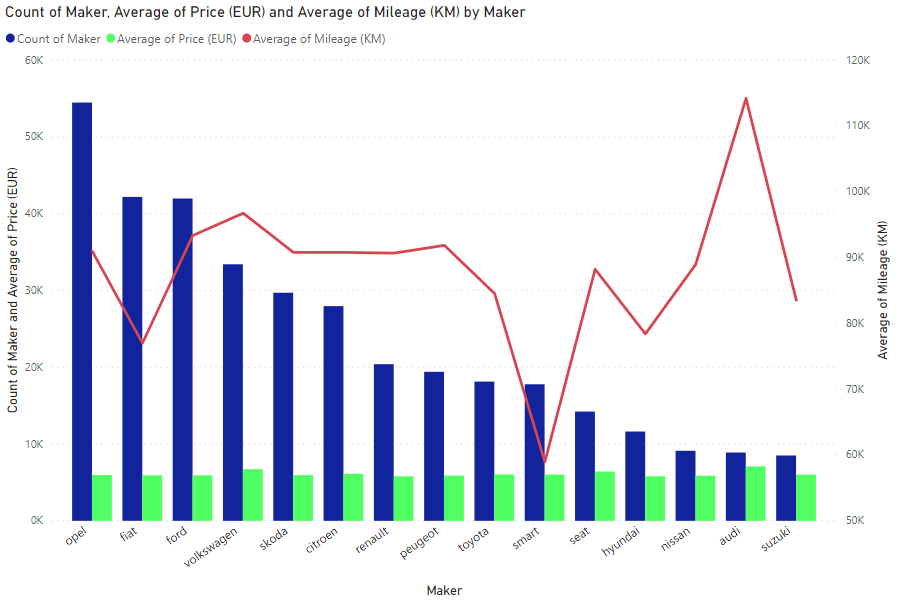 Count of Maker, Average of Price (EUR) and Average of Mileage (KM) by Maker
Count of Maker Average of Price (EUR) Average of Mileage (KM)
Count of Maker and Average of Price (EUR)
60K
50K
40K
30K
20K
10K
0K
120K
110K
100K
90K
80K
70K
60K
50K
Average of Mileage (KM)
opel
fiat
ford
volkswagen
skoda
citroen
renault
peugeot
toyota
smart
seat
hyundai
nissan
audi
suzuki
Maker